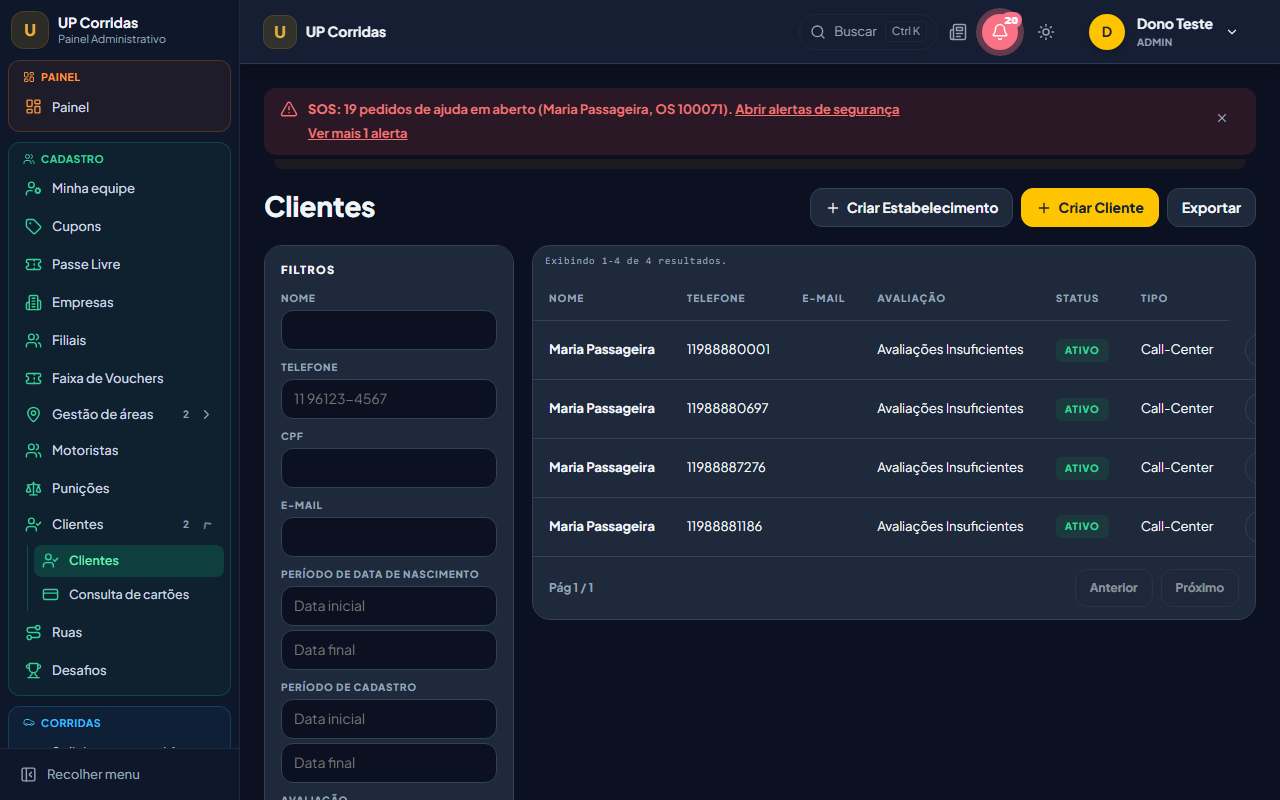 U
UP Corridas
Painel Administrativo
PAINEL
Painel
CADASTRO
Minha equipe
Cupons
Passe Livre
Empresas
Filiais
Faixa de Vouchers
Gestão de áreas 2
Motoristas
Punições
Clientes 2
Clientes
Consulta de cartões
Ruas
Desafios
CORRIDAS
Recolher menu
U UP Corridas
Buscar Ctrl K
20
D
Dono Teste
ADMIN
SOS: 19 pedidos de ajuda em aberto (Maria Passageira, OS 100071). Abrir alertas de segurança
Ver mais 1 alerta
Clientes
Criar Estabelecimento
Criar Cliente
Exportar
FILTROS
NOME
TELEFONE
11 96123-4567
CPF
E-MAIL
PERÍODO DE DATA DE NASCIMENTO
Data inicial
Data final
PERÍODO DE CADASTRO
Data inicial
Data final
AVALIAÇÃO
Exibindo 1-4 de 4 resultados.
NOME TELEFONE E-MAIL AVALIAÇÃO STATUS TIPO
Maria Passageira 11988880001 Avaliações Insuficientes ATIVO Call-Center
Maria Passageira 11988880697 Avaliações Insuficientes ATIVO Call-Center
Maria Passageira 11988887276 Avaliações Insuficientes ATIVO Call-Center
Maria Passageira 11988881186 Avaliações Insuficientes ATIVO Call-Center
Pág 1 / 1
Anterior
Próximo